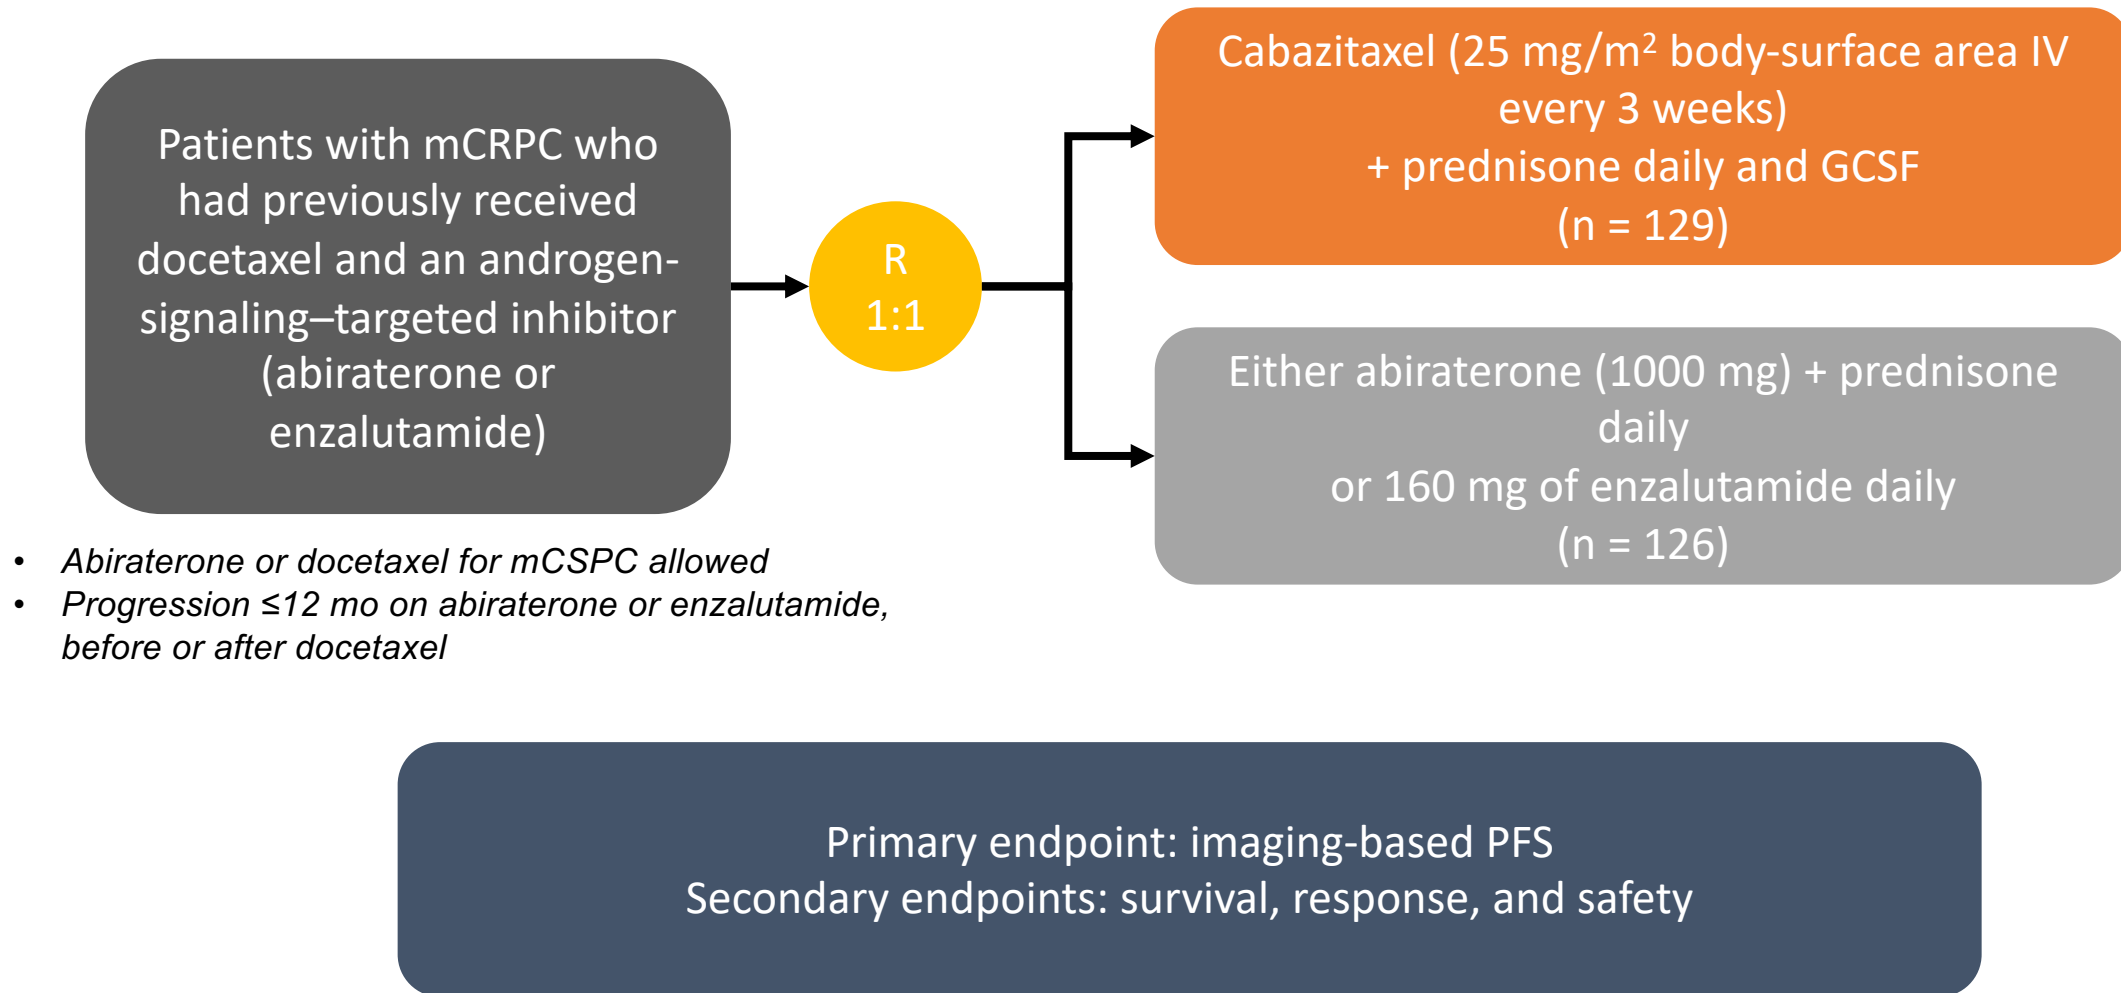 Patients with mCRPC who
had previously received
docetaxel and an androgen-
signaling–targeted inhibitor
(abiraterone or
enzalutamide)
• Abiraterone or docetaxel for mCSPC allowed
• Progression ≤12 mo on abiraterone or enzalutamide,
before or after docetaxel
R
1:1
Cabazitaxel (25 mg/m² body-surface area IV
every 3 weeks)
+ prednisone daily and GCSF
(n = 129)
Either abiraterone (1000 mg) + prednisone
daily
or 160 mg of enzalutamide daily
(n = 126)
Primary endpoint: imaging-based PFS
Secondary endpoints: survival, response, and safety